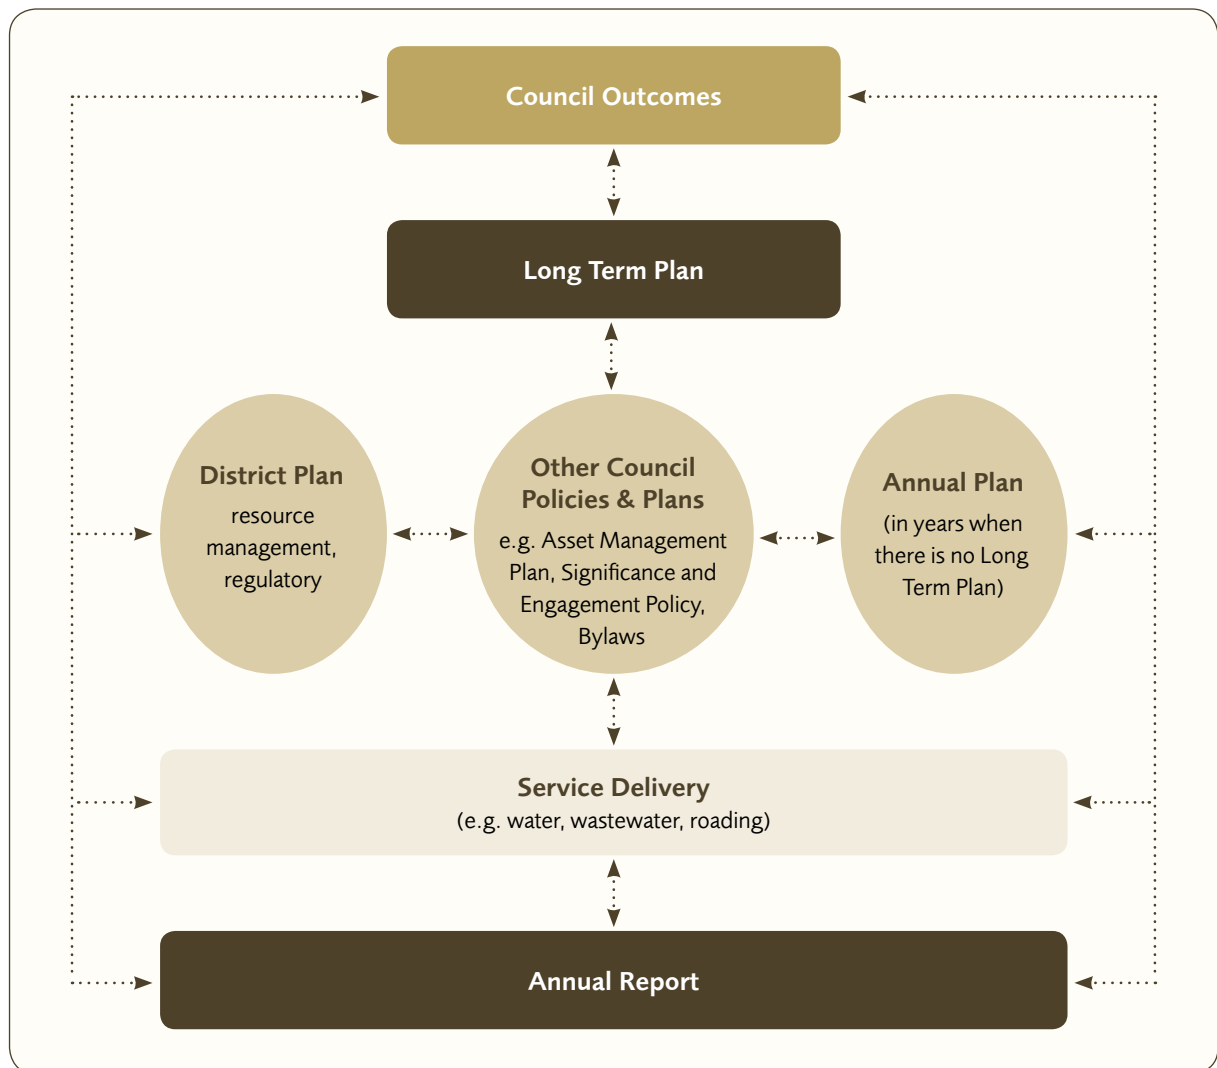 Council Outcomes
Long Term Plan
District Plan
resource
management,
regulatory
Other Council
Policies & Plans
e.g. Asset Management
Plan, Significance and
Engagement Policy,
Bylaws
Annual Plan
(in years when
there is no Long
Term Plan)
Service Delivery
(e.g. water, wastewater, roading)
Annual Report